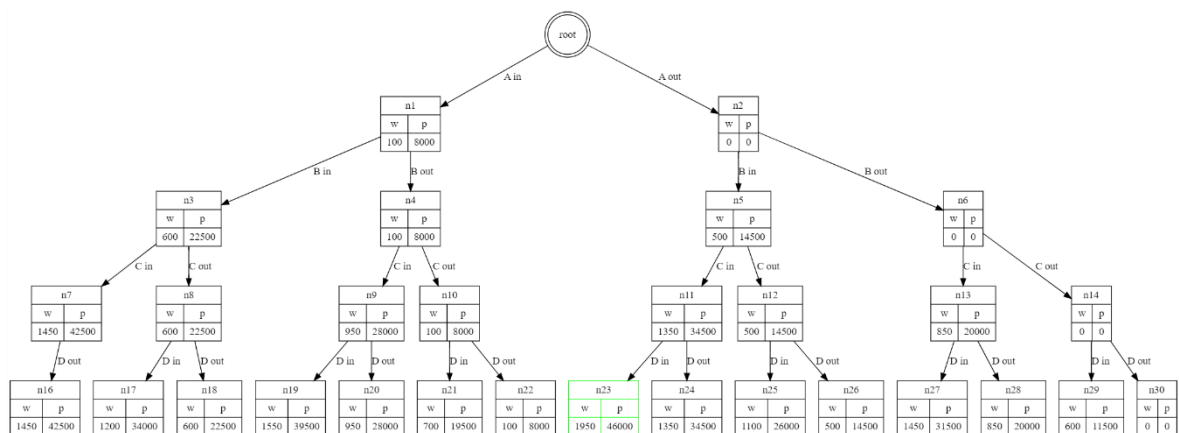 root
A in A out
n1 n2
w p w p
100 8000 0 0
B in B out B in B out
n3 n4 n5 n6
w p w p w p w p
600 22500 100 8000 500 14500 0 0
C in C out C in C out C in C out C in C out
n7 n8 n9 n10 n11 n12 n13 n14
w p w p w p w p w p w p w p w p
1450 42500 600 22500 950 28000 100 8000 1350 34500 500 14500 850 20000 0 0
D out D in D out D in D out D in D out D in D out D in D out D in D out D in D out
n16 n17 n18 n19 n20 n21 n22 n23 n24 n25 n26 n27 n28 n29 n30
w p w p w p w p w p w p w p w p w p w p w p w p w p w p w p
1450 42500 1200 34000 600 22500 1550 39500 950 28000 700 19500 100 8000 1950 46000 1350 34500 1100 26000 500 14500 1450 31500 850 20000 600 11500 0 0